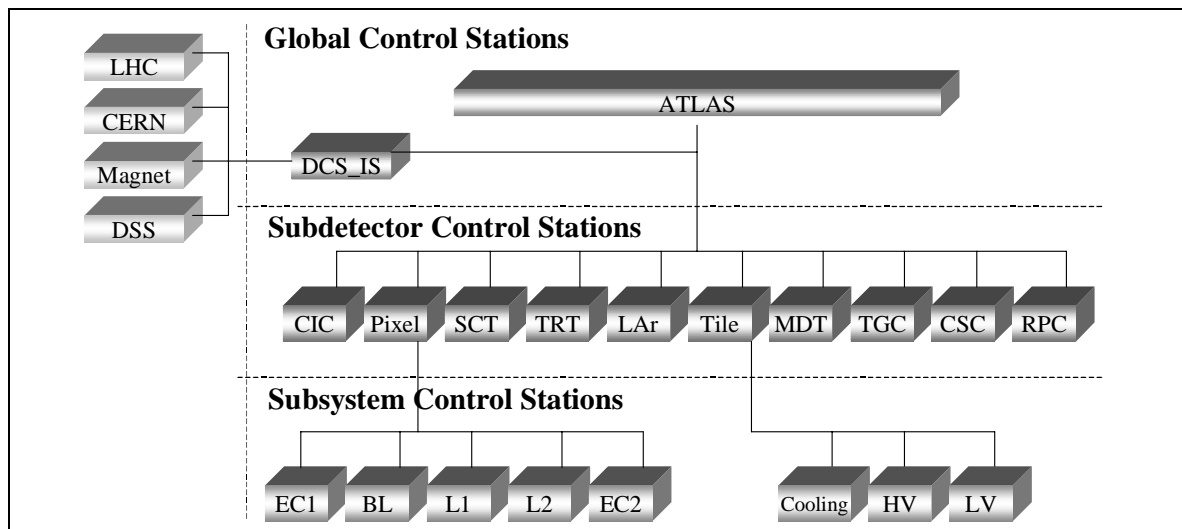 Global Control Stations
LHC
CERN
Magnet
DSS
ATLAS
DCS_IS
Subdetector Control Stations
CIC Pixel SCT TRT LAr Tile MDT TGC CSC RPC
Subsystem Control Stations
EC1 BL L1 L2 EC2 Cooling HV LV